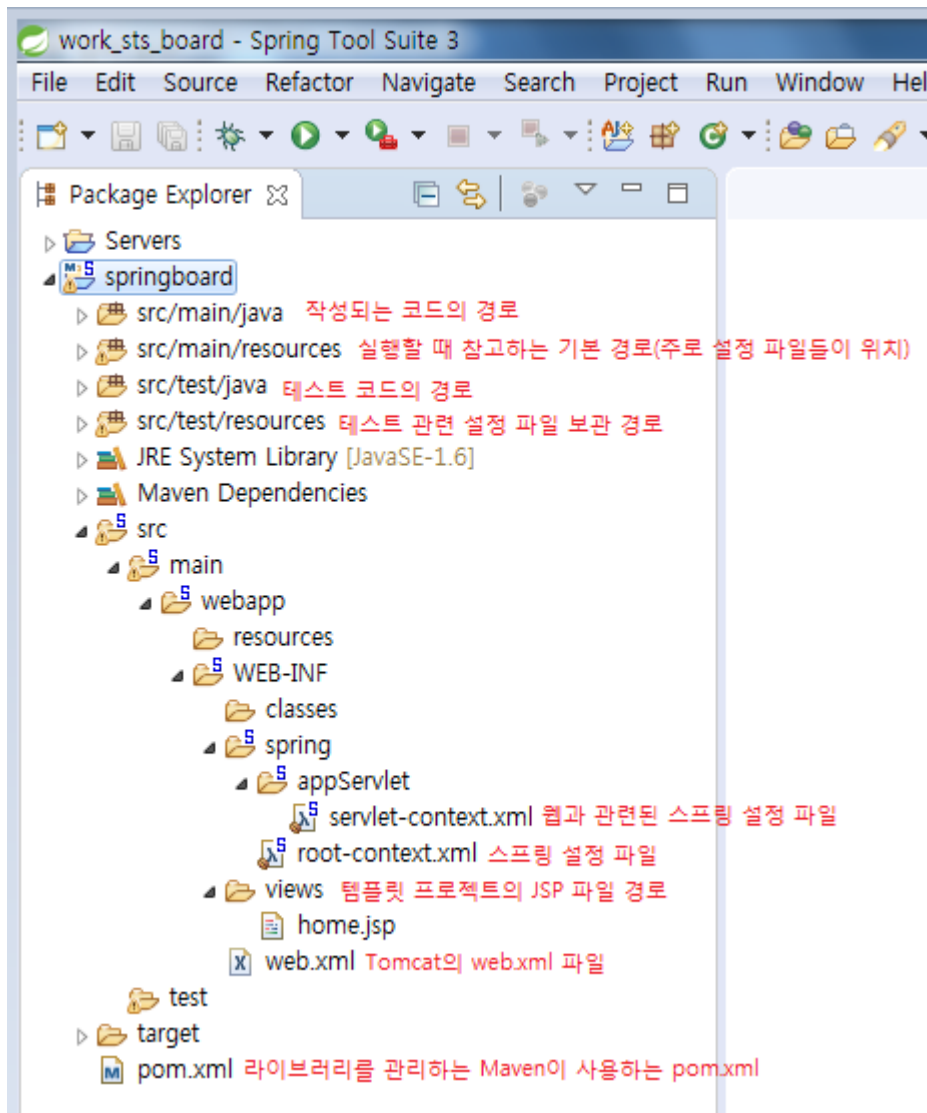 work_sts_board - Spring Tool Suite 3
File Edit Source Refactor Navigate Search Project Run Window Hel
Package Explorer
Servers
springboard
src/main/java 작성되는 코드의 경로
src/main/resources 실행할 때 참고하는 기본 경로(주로 설정 파일들이 위치)
src/test/java 테스트 코드의 경로
src/test/resources 테스트 관련 설정 파일 보관 경로
JRE System Library [JavaSE-1.6]
Maven Dependencies
src
main
webapp
resources
WEB-INF
classes
spring
appServlet
servlet-context.xml 웹과 관련된 스프링 설정 파일
root-context.xml 스프링 설정 파일
views 템플릿 프로젝트의 JSP 파일 경로
home.jsp
web.xml Tomcat의 web.xml 파일
test
target
pom.xml 라이브러리를 관리하는 Maven이 사용하는 pom.xml